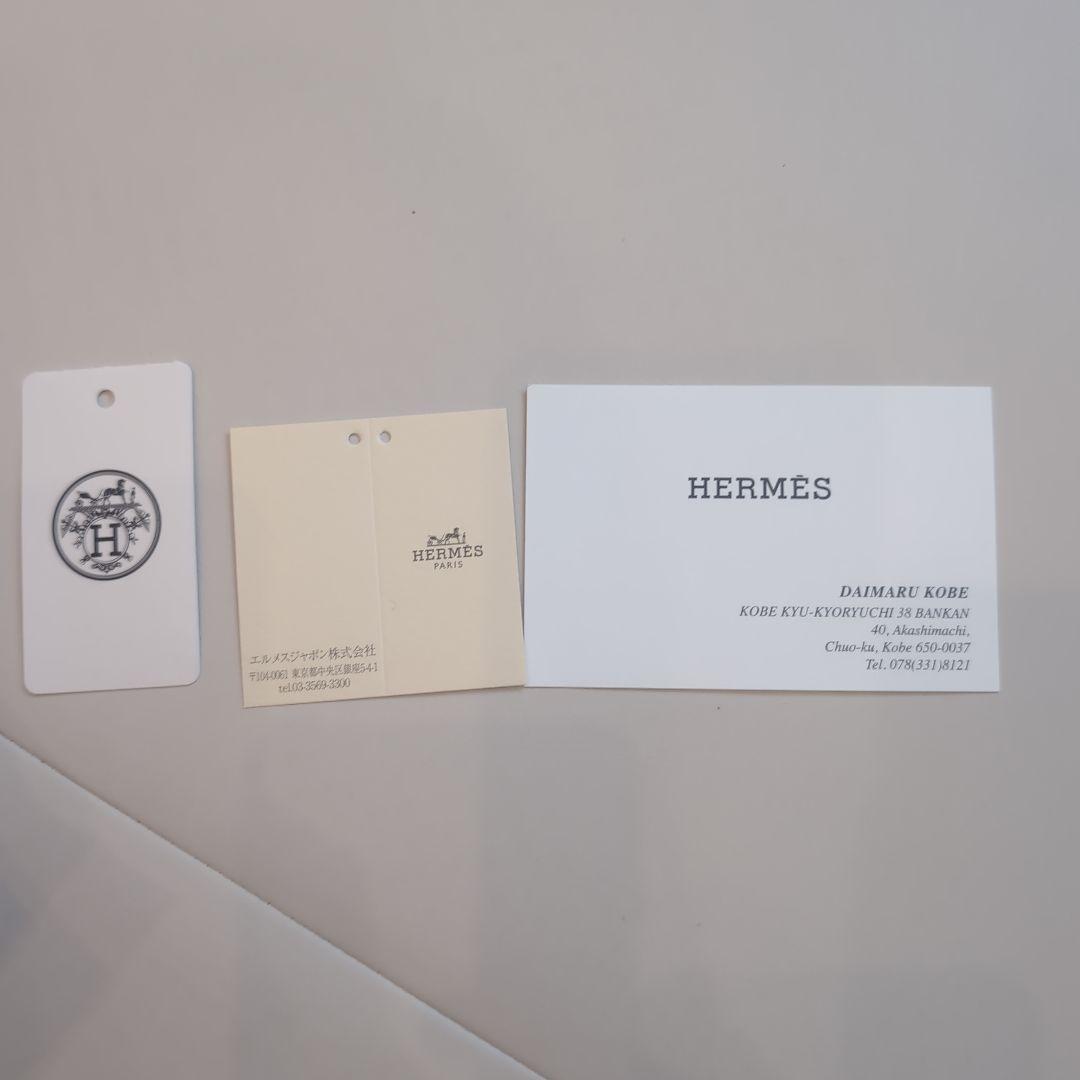 H
HERMÈS
PARIS
エルメスジャポン株式会社
〒104-0061 東京都中央区銀座5-4-1
tel.03-3569-3300
HERMÈS
DAIMARU KOBE
KOBE KYU-KYORYUCHI 38 BANKAN
40, Akashimachi,
Chuo-ku, Kobe 650-0037
Tel. 078(331)8121